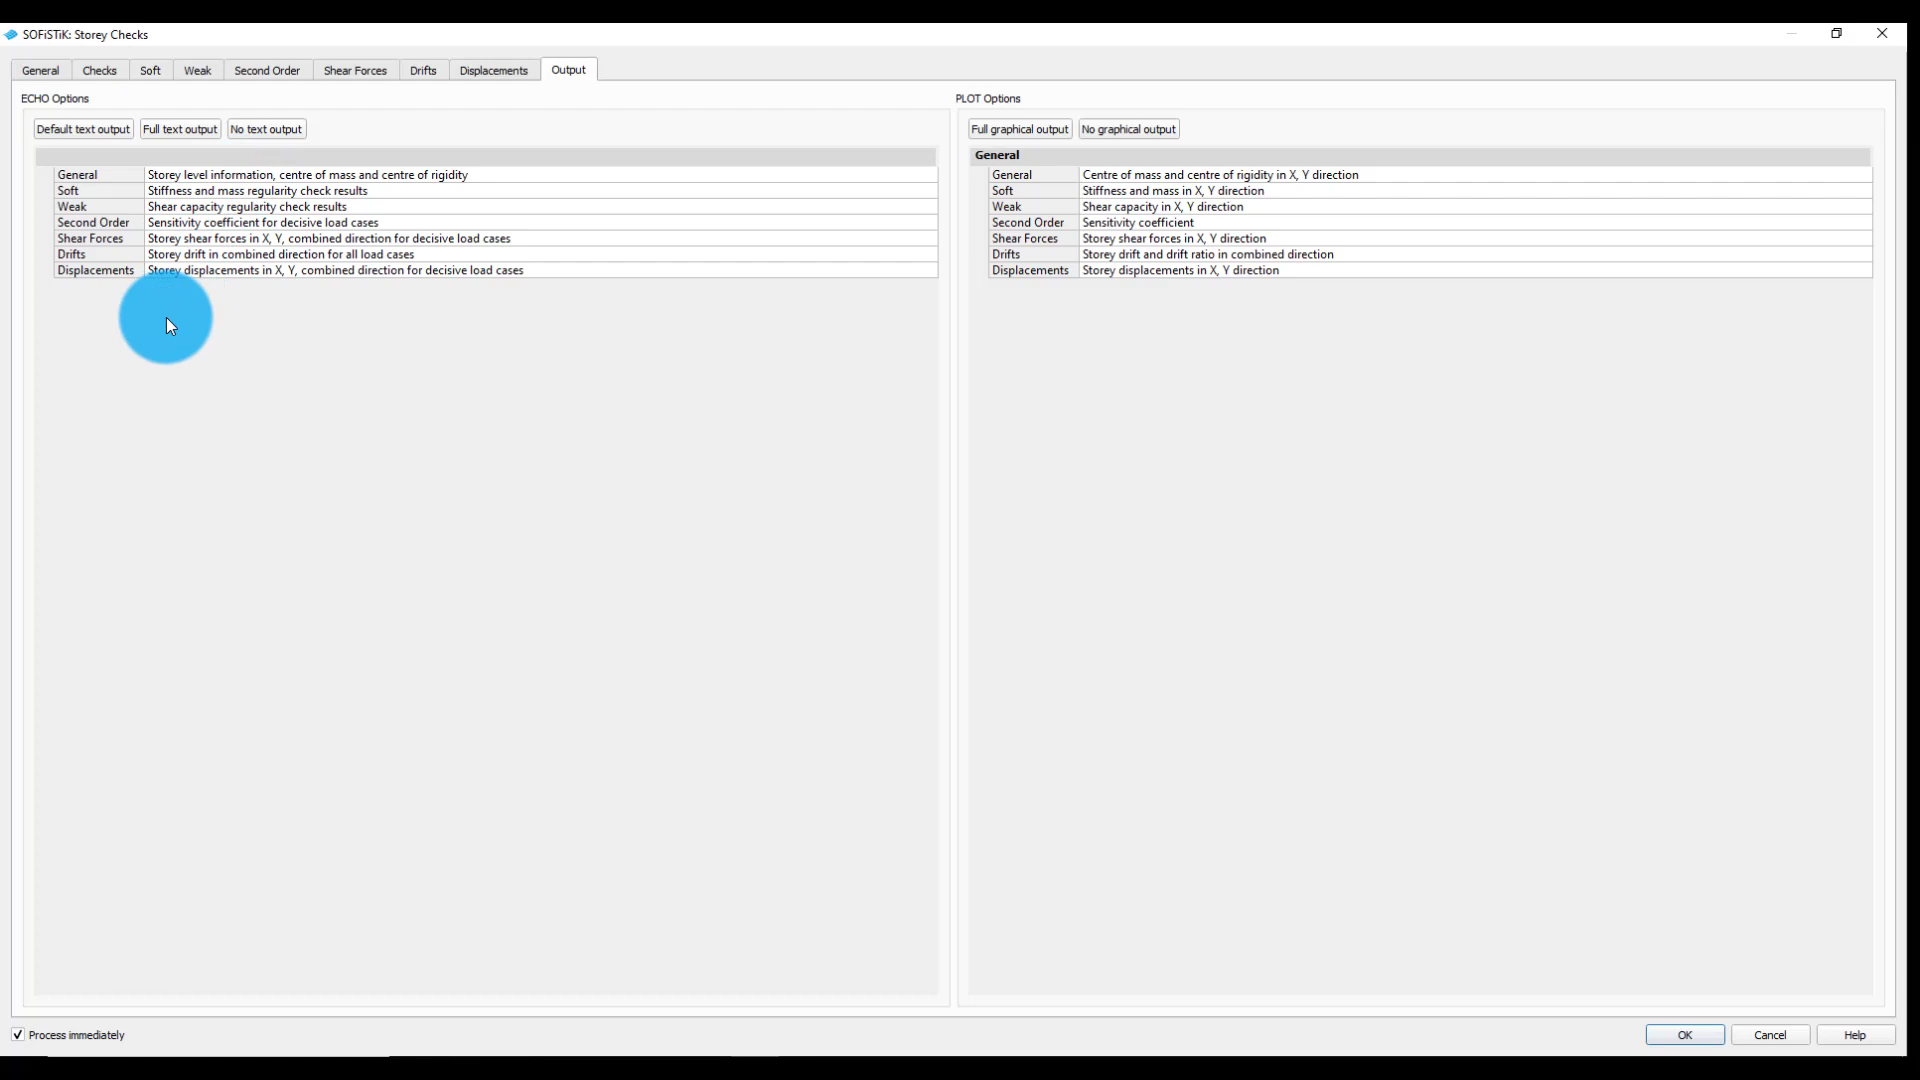 SOFiSTiK: Storey Checks
General Checks Soft Weak Second Order Shear Forces Drifts Displacements Output
ECHO Options
Default text output Full text output No text output
General Storey level information, centre of mass and centre of rigidity
Soft Stiffness and mass regularity check results
Weak Shear capacity regularity check results
Second Order Sensitivity coefficient for decisive load cases
Shear Forces Storey shear forces in X, Y, combined direction for decisive load cases
Drifts Storey drift in combined direction for all load cases
Displacements Storey displacements in X, Y, combined direction for decisive load cases
PLOT Options
Full graphical output No graphical output
General
General Centre of mass and centre of rigidity in X, Y direction
Soft Stiffness and mass in X, Y direction
Weak Shear capacity in X, Y direction
Second Order Sensitivity coefficient
Shear Forces Storey shear forces in X, Y direction
Drifts Storey drift and drift ratio in combined direction
Displacements Storey displacements in X, Y direction
Process immediately
OK Cancel Help